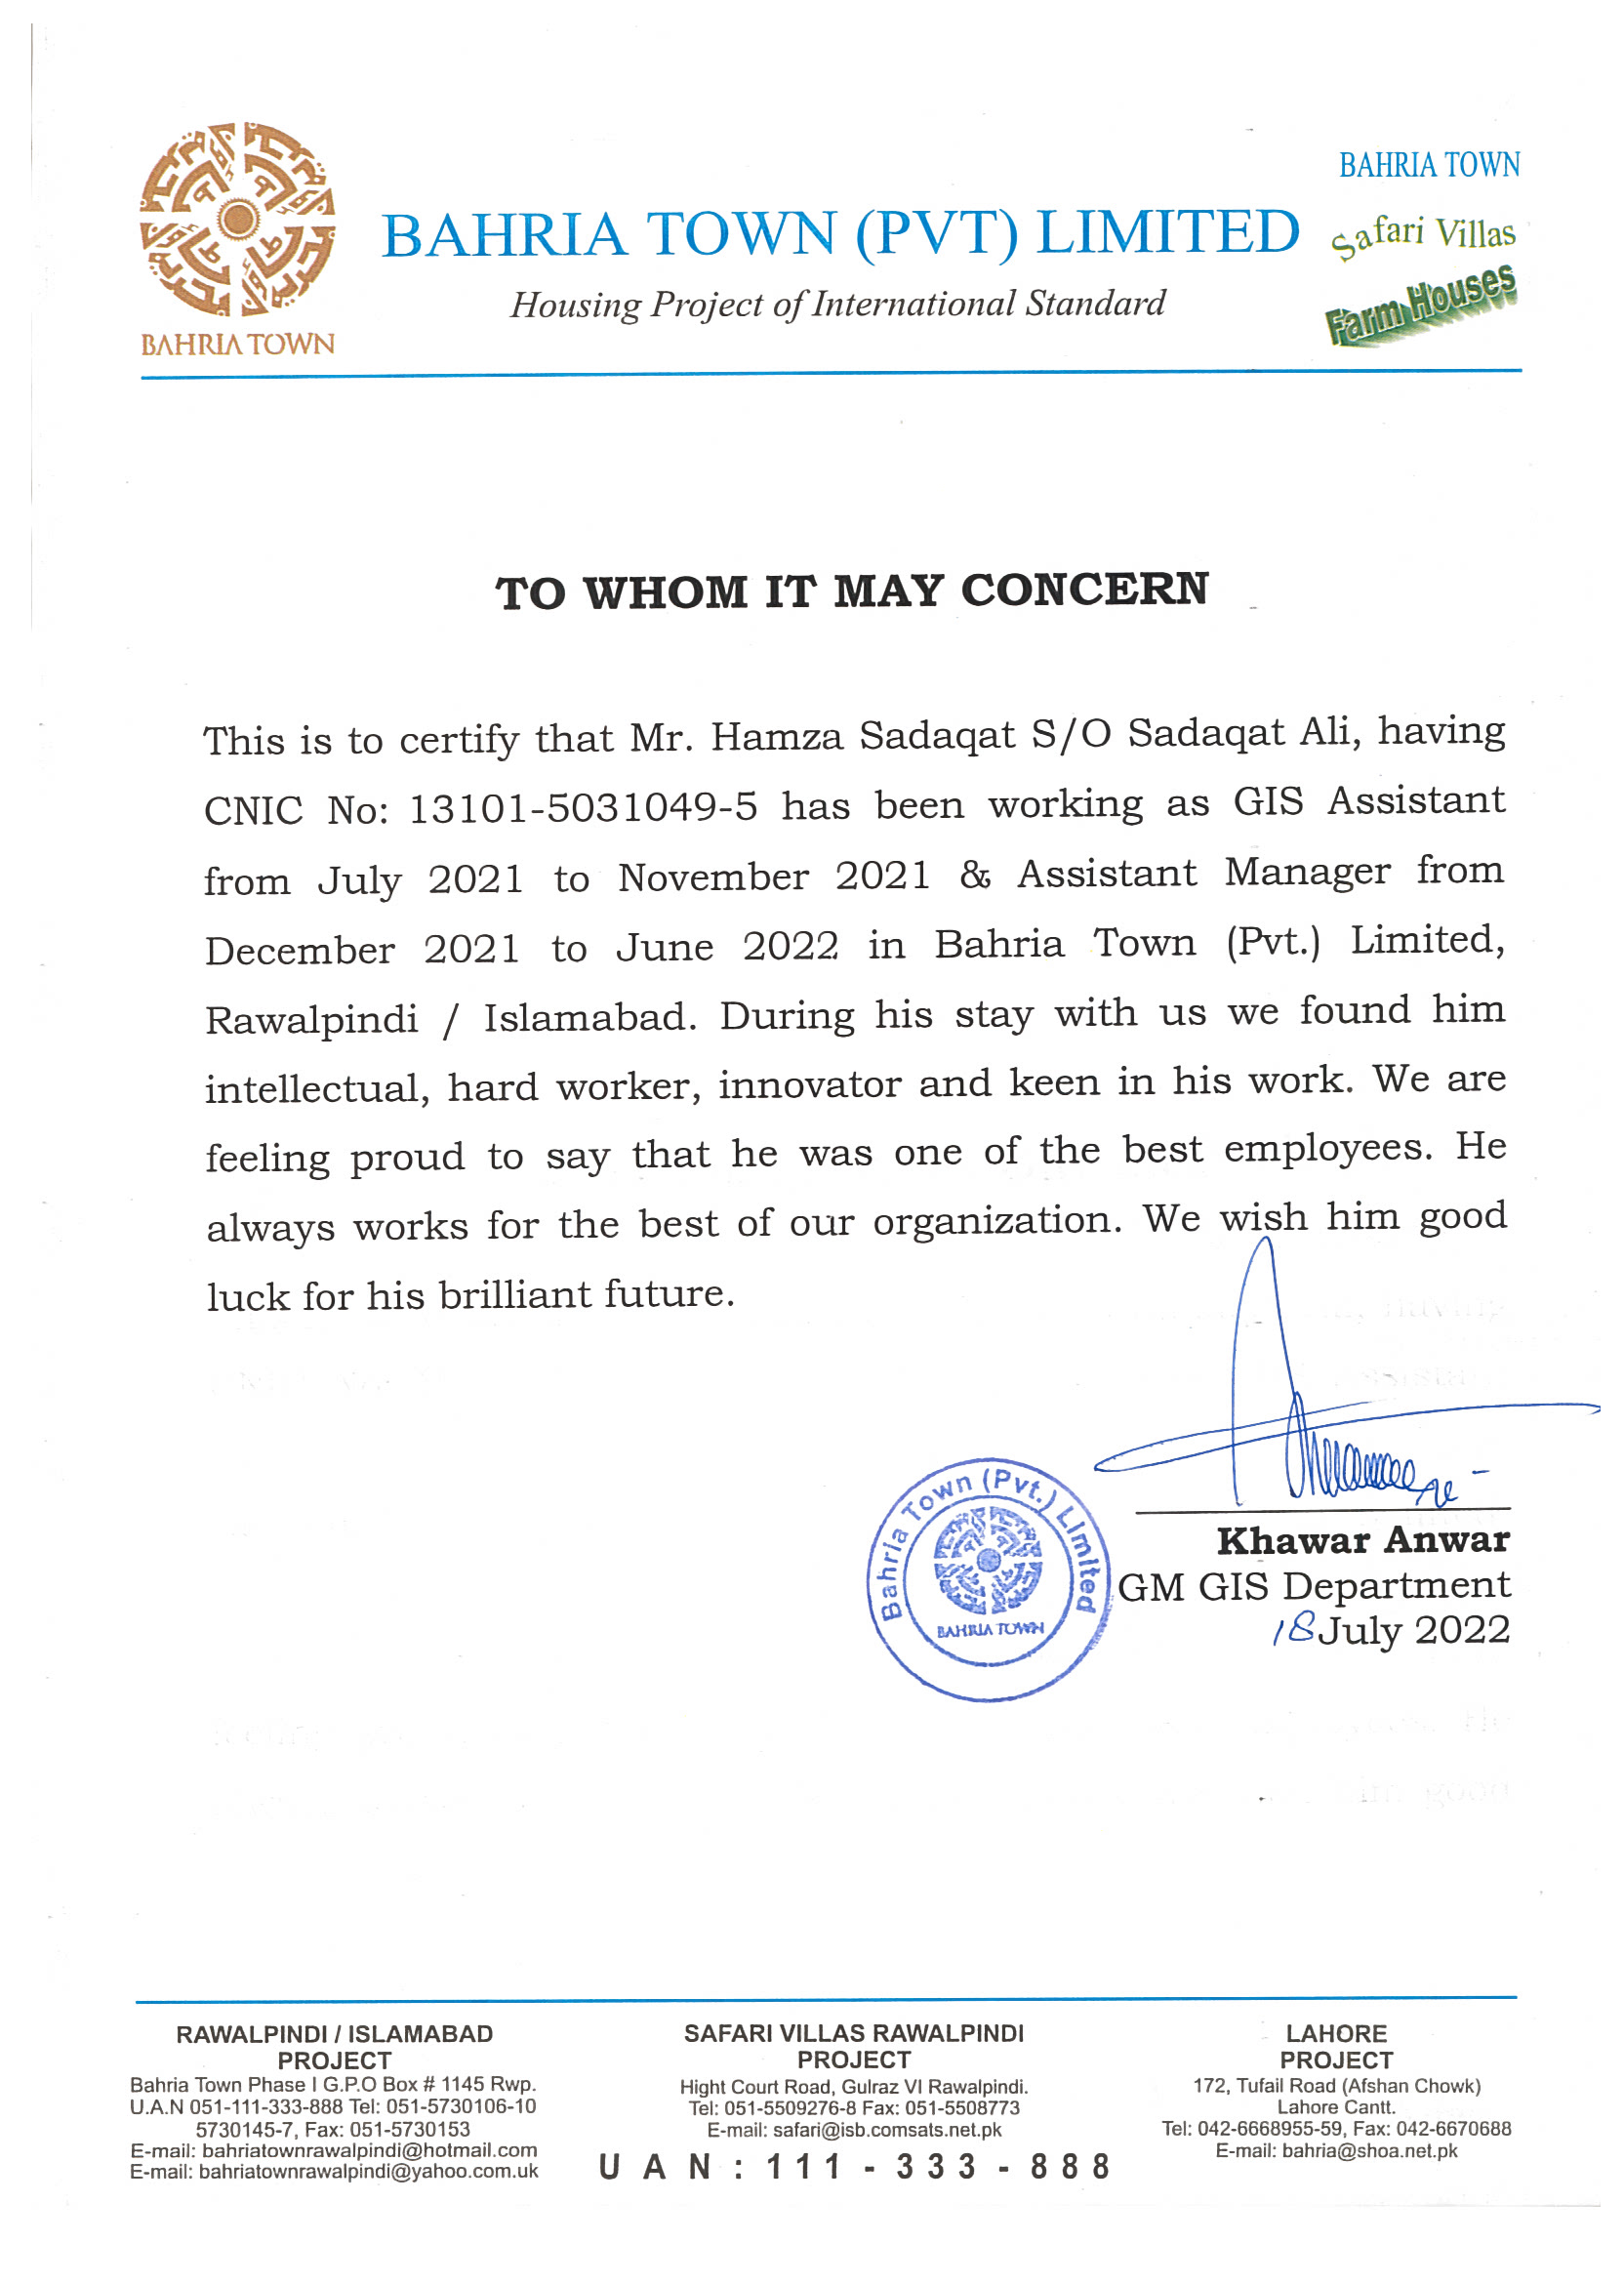 BAHRIA TOWN
BAHRIA TOWN (PVT) LIMITED
Housing Project of International Standard
BAHRIA TOWN
Safari Villas
Farm Houses
TO WHOM IT MAY CONCERN
This is to certify that Mr. Hamza Sadaqat S/O Sadaqat Ali, having
CNIC No: 13101-5031049-5 has been working as GIS Assistant
from July 2021 to November 2021 & Assistant Manager from
December 2021 to June 2022 in Bahria Town (Pvt.) Limited,
Rawalpindi / Islamabad. During his stay with us we found him
intellectual, hard worker, innovator and keen in his work. We are
feeling proud to say that he was one of the best employees. He
always works for the best of our organization. We wish him good
luck for his brilliant future.
Bahria Town (Pvt.) Limited
BAHRIA TOWN
Khawar Anwar
GM GIS Department
18 July 2022
RAWALPINDI / ISLAMABAD
PROJECT
Bahria Town Phase I G.P.O Box # 1145 Rwp.
U.A.N 051-111-333-888 Tel: 051-5730106-10
5730145-7, Fax: 051-5730153
E-mail: bahriatownrawalpindi@hotmail.com
E-mail: bahriatownrawalpindi@yahoo.com.uk
SAFARI VILLAS RAWALPINDI
PROJECT
Hight Court Road, Gulraz VI Rawalpindi.
Tel: 051-5509276-8 Fax: 051-5508773
E-mail: safari@isb.comsats.net.pk
UAN: 111-333-888
LAHORE
PROJECT
172, Tufail Road (Afshan Chowk)
Lahore Cantt.
Tel: 042-6668955-59, Fax: 042-6670688
E-mail: bahria@shoa.net.pk